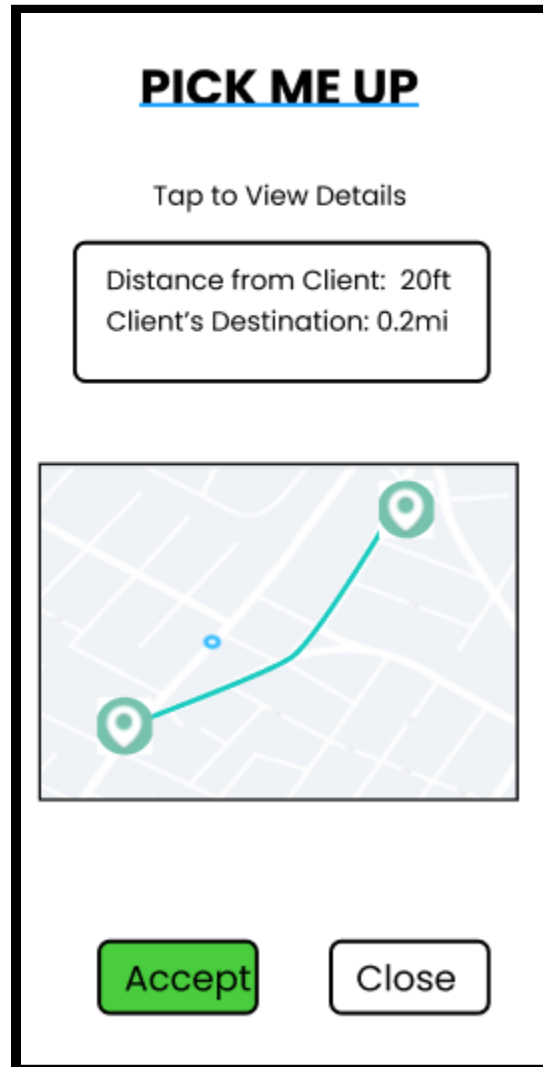 PICK ME UP
Tap to View Details
Distance from Client: 20ft
Client's Destination: 0.2mi
Accept
Close